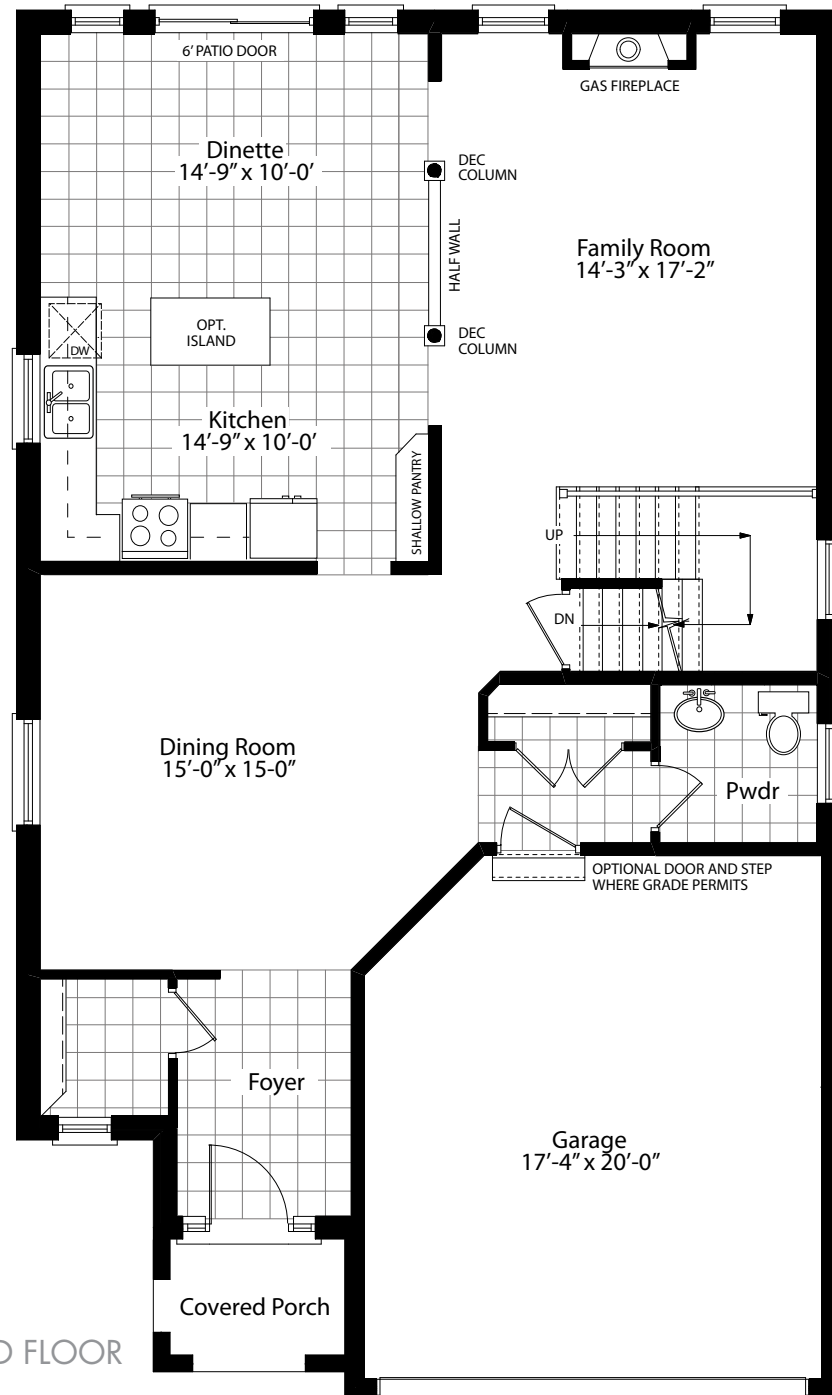 6' PATIO DOOR
GAS FIREPLACE
Dinette
14'-9" x 10'-0'
DEC
COLUMN
HALF WALL
Family Room
14'-3" x 17'-2"
OPT.
ISLAND
DW
DEC
COLUMN
Kitchen
14'-9" x 10'-0'
SHALLOW PANTRY
UP
DN
Dining Room
15'-0" x 15-0"
Pwdr
OPTIONAL DOOR AND STEP
WHERE GRADE PERMITS
Foyer
Garage
17'-4" x 20'-0"
Covered Porch
FLOOR